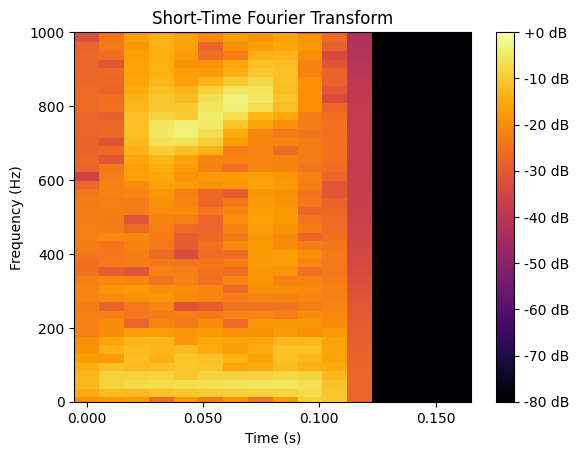 Short-Time Fourier Transform
Frequency (Hz)
1000
800
600
400
200
0
0.000
0.050
0.100
0.150
Time (s)
+0 dB
-10 dB
-20 dB
-30 dB
-40 dB
-50 dB
-60 dB
-70 dB
-80 dB